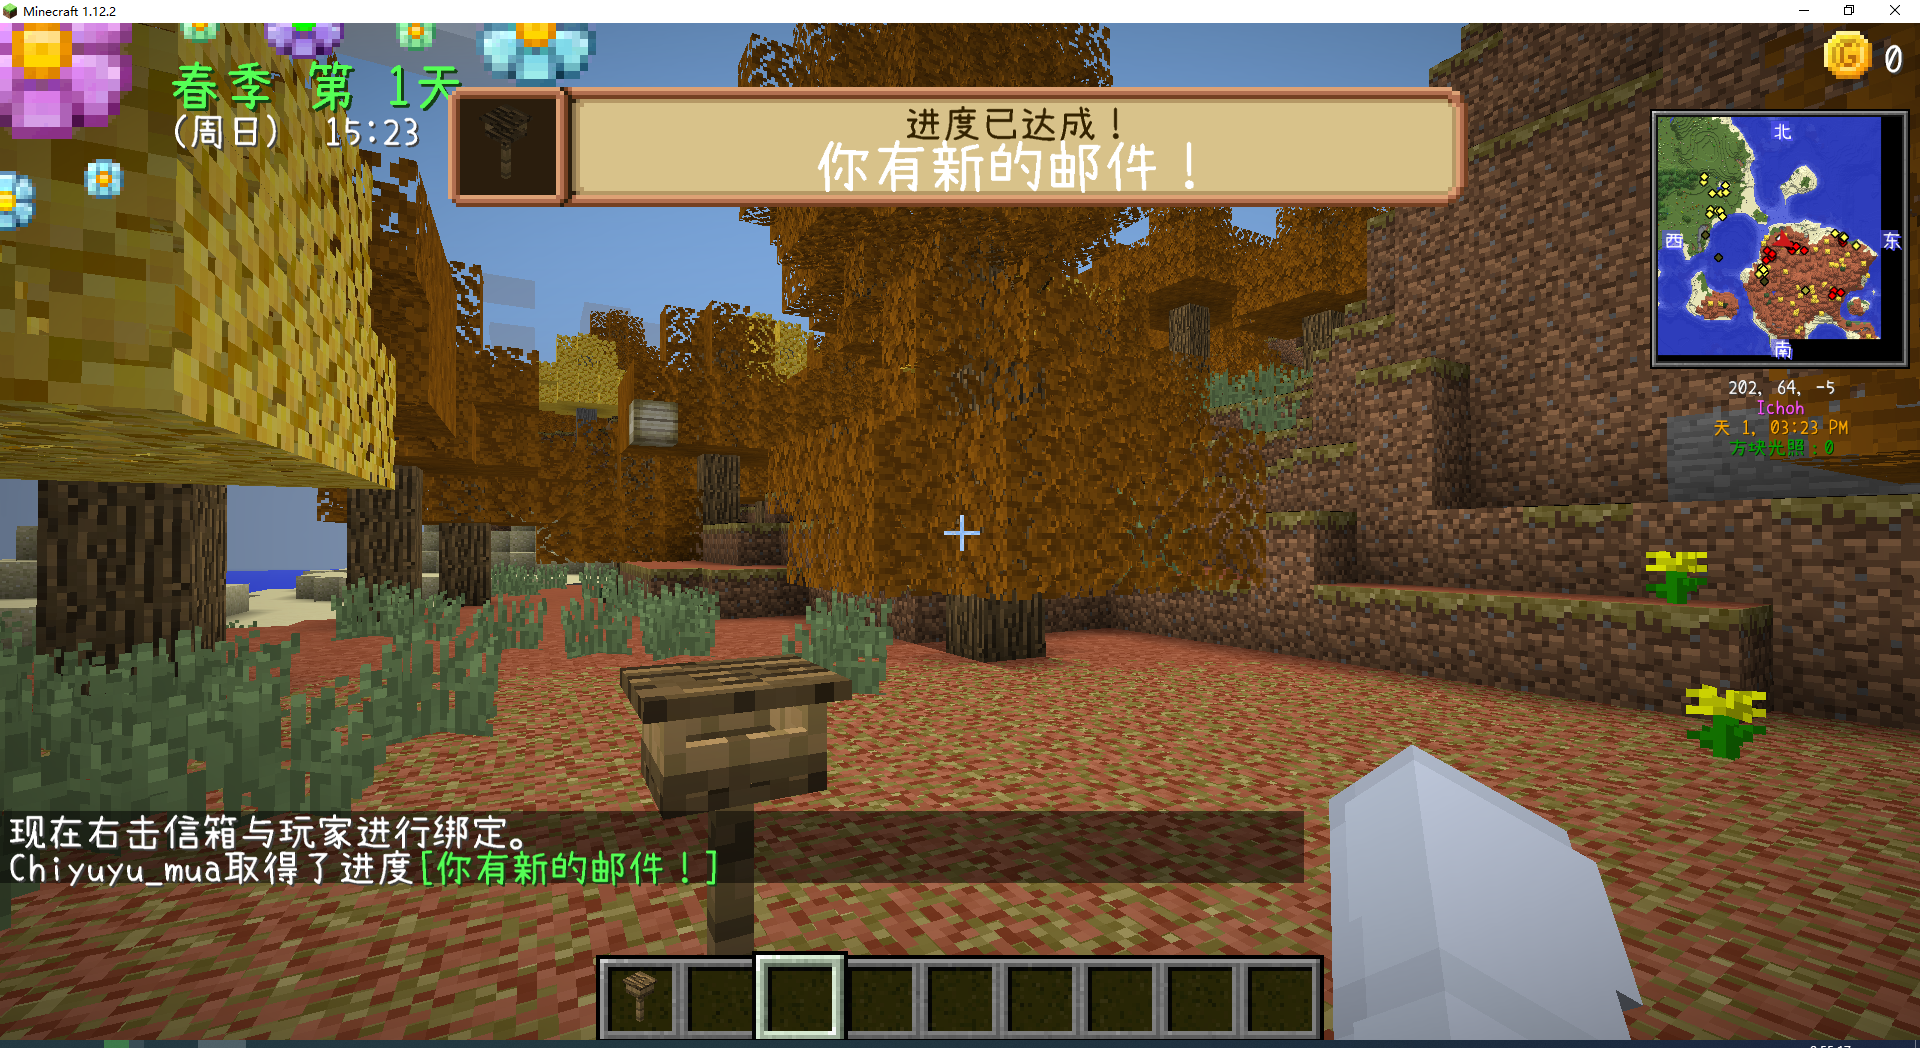 Minecraft 1.12.2
春季 第 1天
(周日) 15:23
进度已达成！
你有新的邮件！
0
北
西
东
南
202, 64, -5
Ichoh
天 1, 03:23 PM
方块光照：0
现在右击信箱与玩家进行绑定。
Chiyuyu_mua取得了进度[你有新的邮件！]